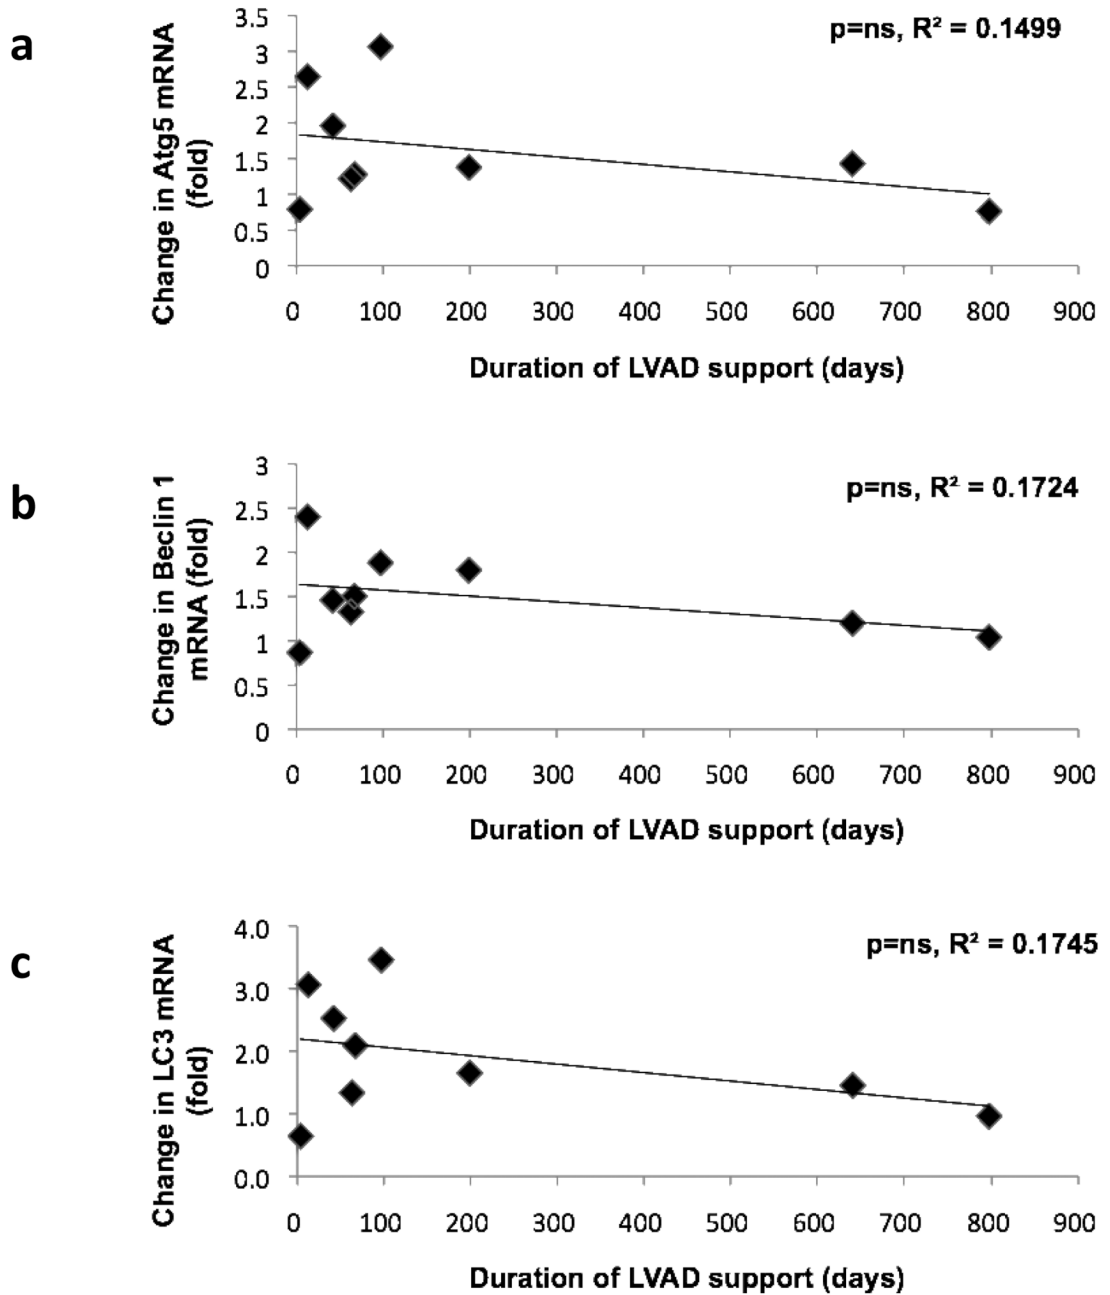 a
Change in Atg5 mRNA
(fold)
3.5
3
2.5
2
1.5
1
0.5
0
p=ns, R² = 0.1499
0 100 200 300 400 500 600 700 800 900
Duration of LVAD support (days)
b
Change in Beclin 1
mRNA (fold)
3
2.5
2
1.5
1
0.5
0
p=ns, R² = 0.1724
0 100 200 300 400 500 600 700 800 900
Duration of LVAD support (days)
c
Change in LC3 mRNA
(fold)
4.0
3.0
2.0
1.0
0.0
p=ns, R² = 0.1745
0 100 200 300 400 500 600 700 800 900
Duration of LVAD support (days)